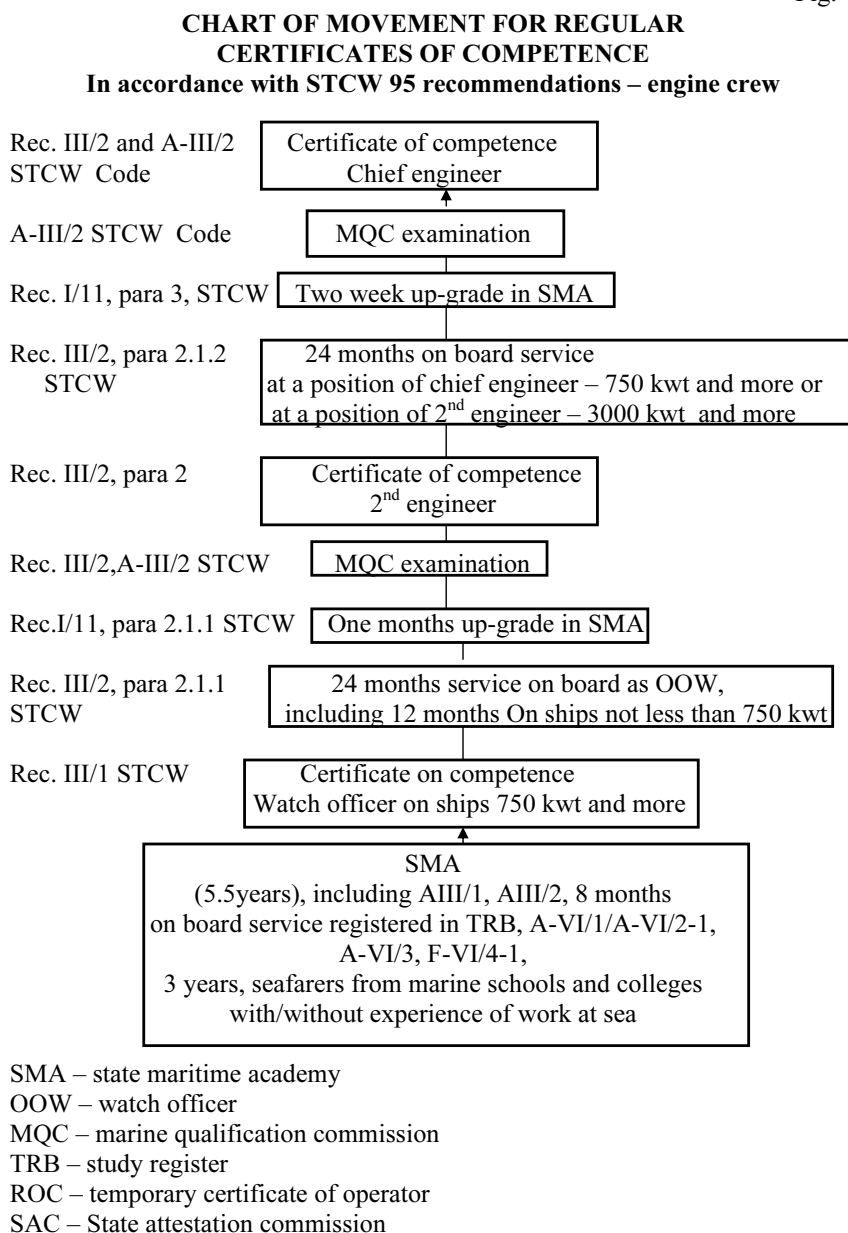 Fig.
CHART OF MOVEMENT FOR REGULAR
CERTIFICATES OF COMPETENCE
In accordance with STCW 95 recommendations – engine crew
Rec. III/2 and A-III/2
STCW Code
Certificate of competence
Chief engineer
A-III/2 STCW Code
MQC examination
Rec. I/11, para 3, STCW
Two week up-grade in SMA
Rec. III/2, para 2.1.2
STCW
24 months on board service
at a position of chief engineer – 750 kwt and more or
at a position of 2nd engineer – 3000 kwt and more
Rec. III/2, para 2
Certificate of competence
2nd engineer
Rec. III/2,A-III/2 STCW
MQC examination
Rec.I/11, para 2.1.1 STCW
One months up-grade in SMA
Rec. III/2, para 2.1.1
STCW
24 months service on board as OOW,
including 12 months On ships not less than 750 kwt
Rec. III/1 STCW
Certificate on competence
Watch officer on ships 750 kwt and more
SMA
(5.5years), including AIII/1, AIII/2, 8 months
on board service registered in TRB, A-VI/1/A-VI/2-1,
A-VI/3, F-VI/4-1,
3 years, seafarers from marine schools and colleges
with/without experience of work at sea
SMA – state maritime academy
OOW – watch officer
MQC – marine qualification commission
TRB – study register
ROC – temporary certificate of operator
SAC – State attestation commission